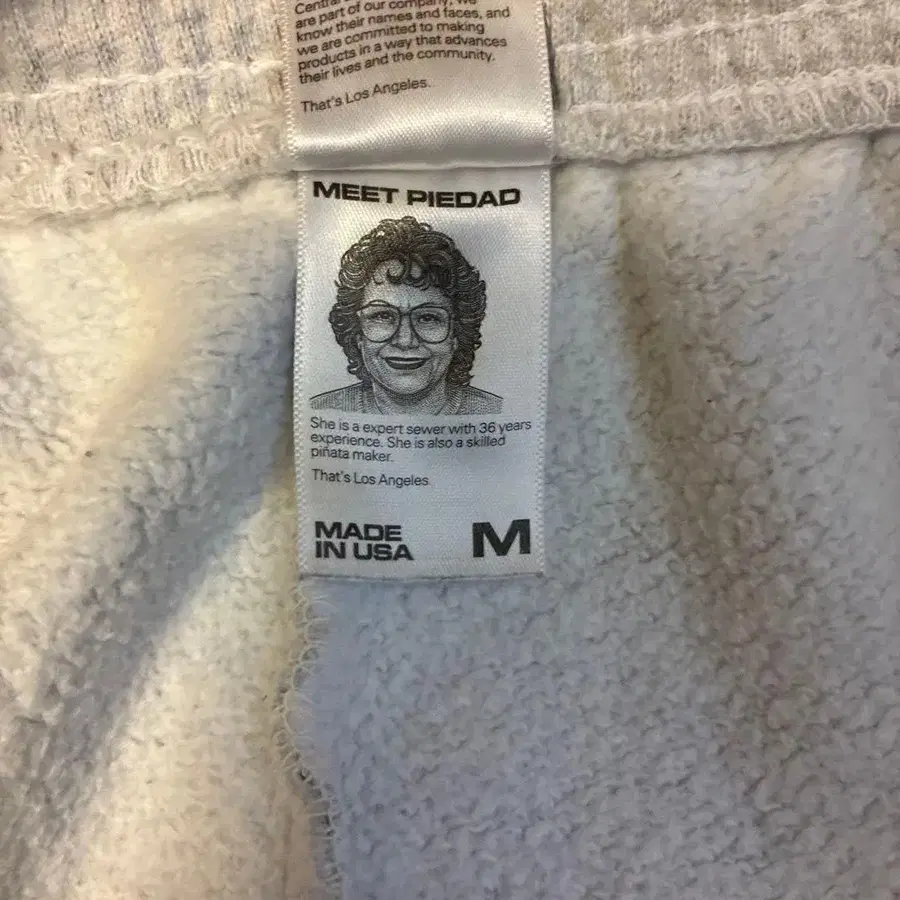 Central
are part of our company, we
know their names and faces, and
we are committed to making
products in a way that advances
their lives and the community.
That's Los Angeles.
MEET PIEDAD
She is a expert sewer with 36 years
experience. She is also a skilled
piñata maker.
That's Los Angeles.
MADE
IN USA
M